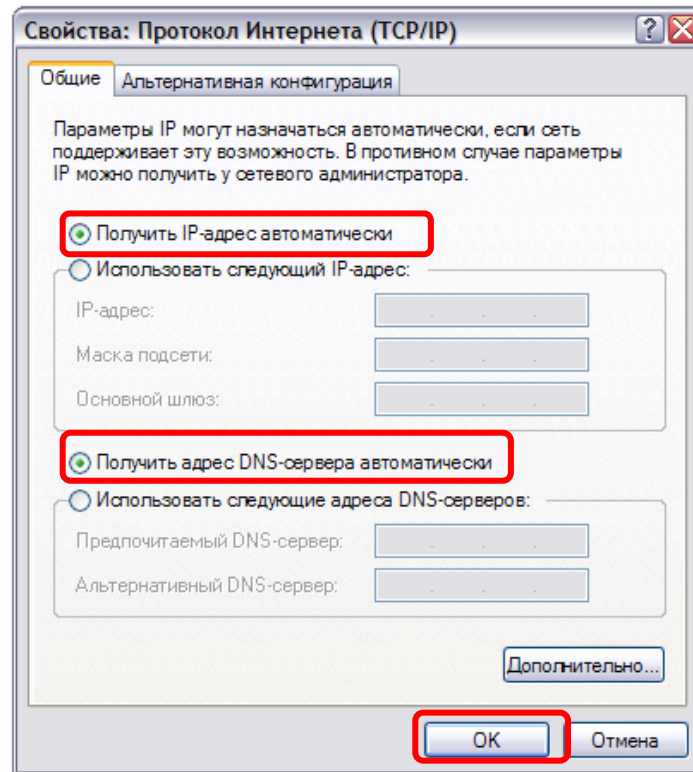 Свойства: Протокол Интернета (TCP/IP)
Общие
Альтернативная конфигурация
Параметры IP могут назначаться автоматически, если сеть
поддерживает эту возможность. В противном случае параметры
IP можно получить у сетевого администратора.
Получить IP-адрес автоматически
Использовать следующий IP-адрес:
IP-адрес:
Маска подсети:
Основной шлюз:
Получить адрес DNS-сервера автоматически
Использовать следующие адреса DNS-серверов:
Предпочитаемый DNS-сервер:
Альтернативный DNS-сервер:
Дополнительно...
OK
Отмена